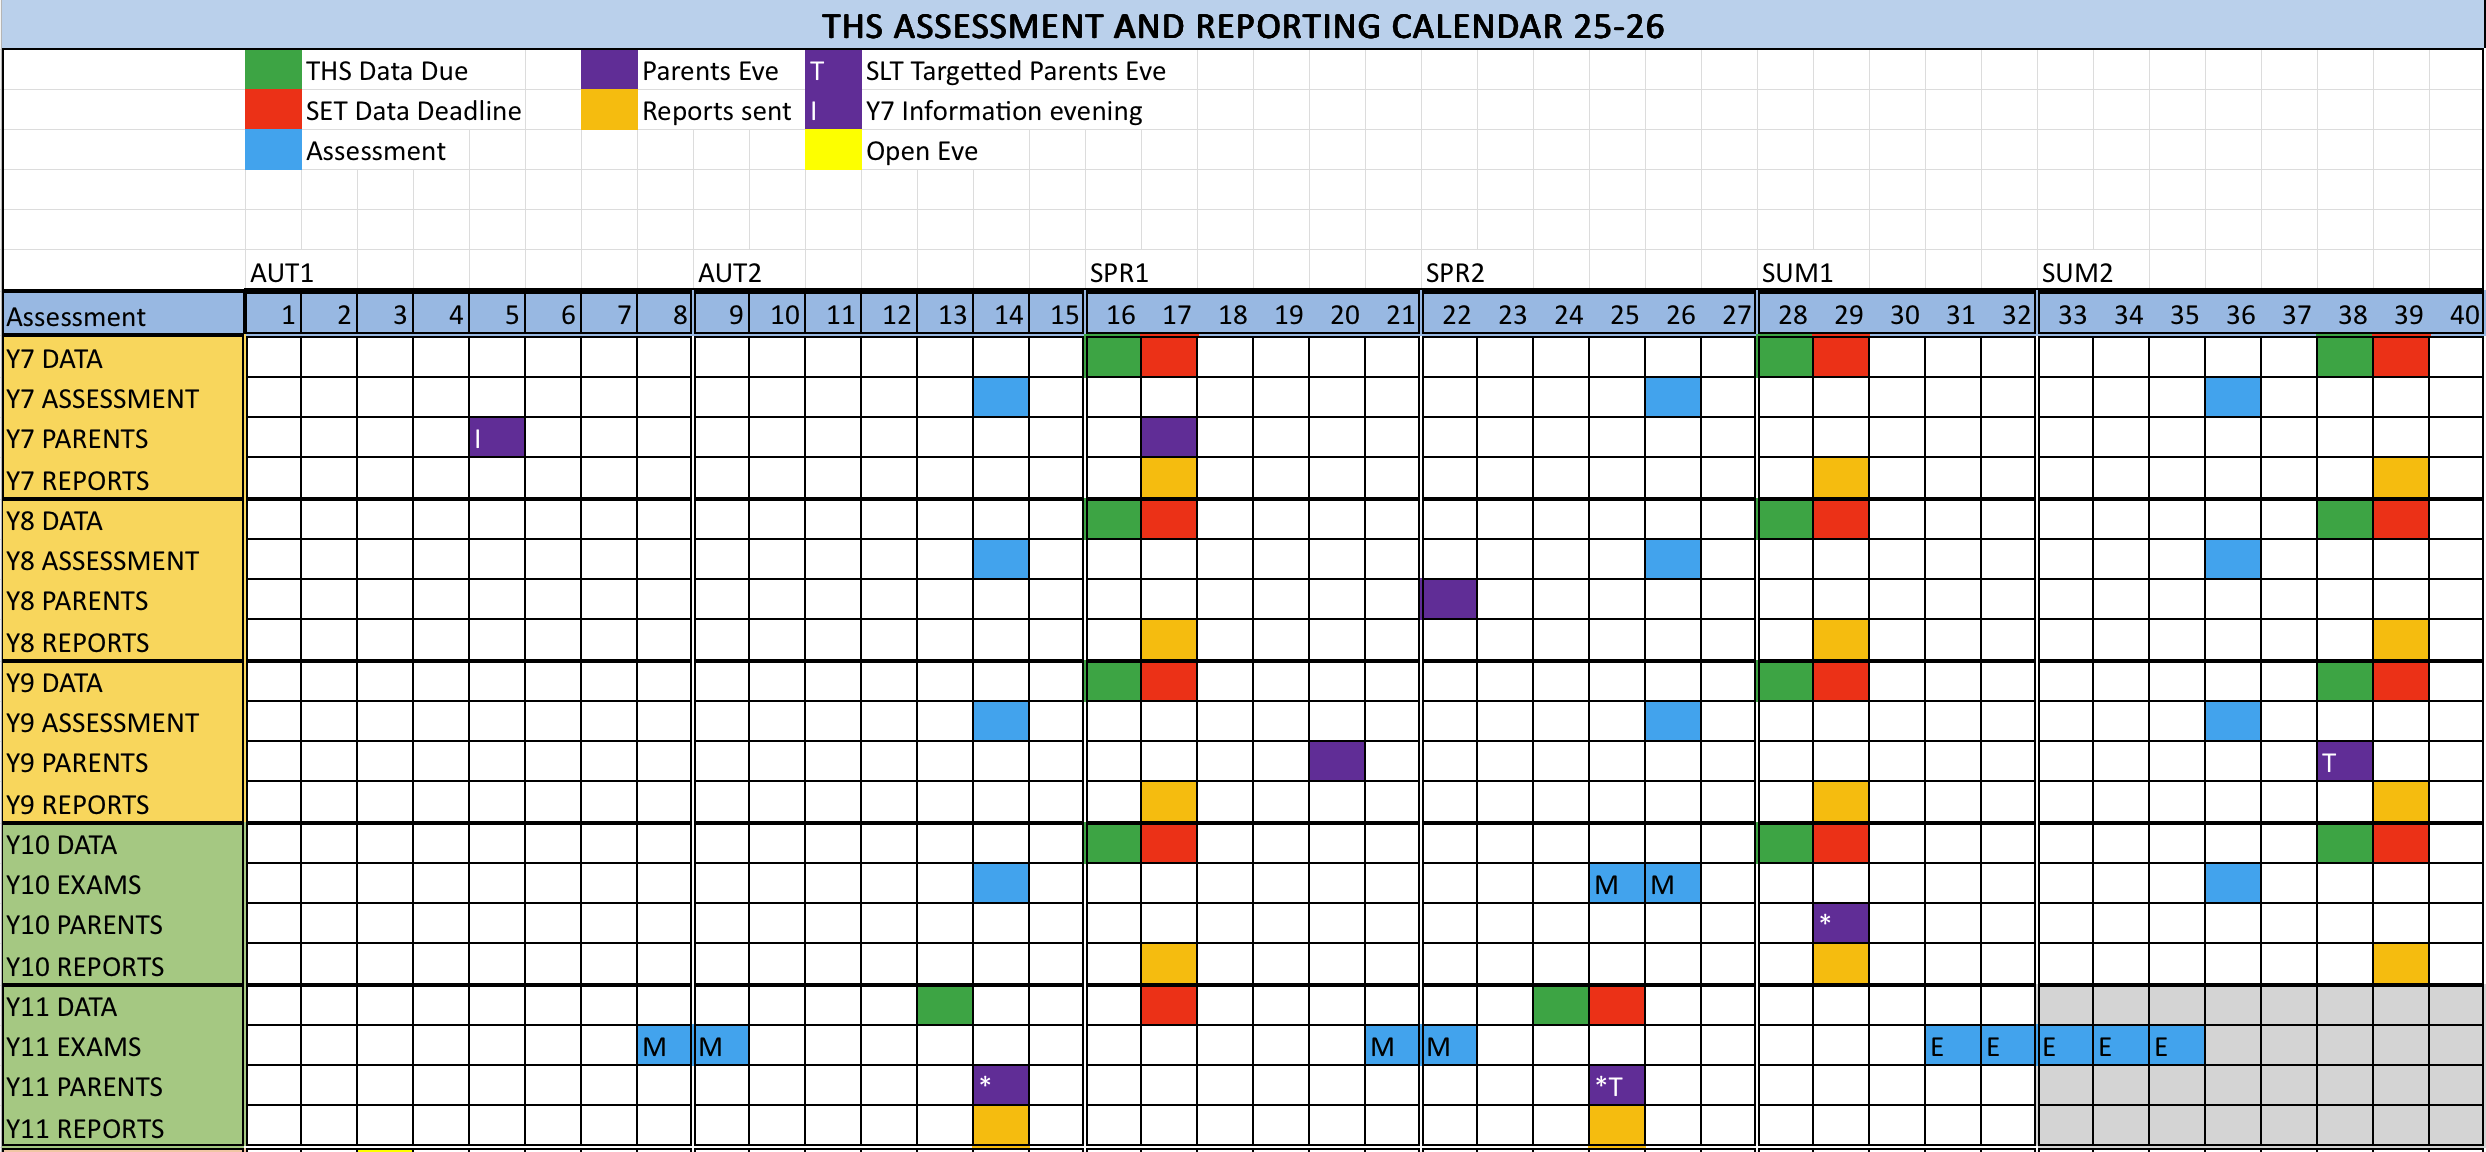 THS ASSESSMENT AND REPORTING CALENDAR 25-26
THS Data Due Parents Eve T SLT Targetted Parents Eve
SET Data Deadline Reports sent I Y7 Information evening
Assessment Open Eve
AUT1 AUT2 SPR1 SPR2 SUM1 SUM2
Assessment 1 2 3 4 5 6 7 8 9 10 11 12 13 14 15 16 17 18 19 20 21 22 23 24 25 26 27 28 29 30 31 32 33 34 35 36 37 38 39 40
Y7 DATA
Y7 ASSESSMENT
Y7 PARENTS I
Y7 REPORTS
Y8 DATA
Y8 ASSESSMENT
Y8 PARENTS
Y8 REPORTS
Y9 DATA
Y9 ASSESSMENT
Y9 PARENTS T
Y9 REPORTS
Y10 DATA
Y10 EXAMS M M
Y10 PARENTS *
Y10 REPORTS
Y11 DATA
Y11 EXAMS M M M M E E E E E
Y11 PARENTS * *T
Y11 REPORTS